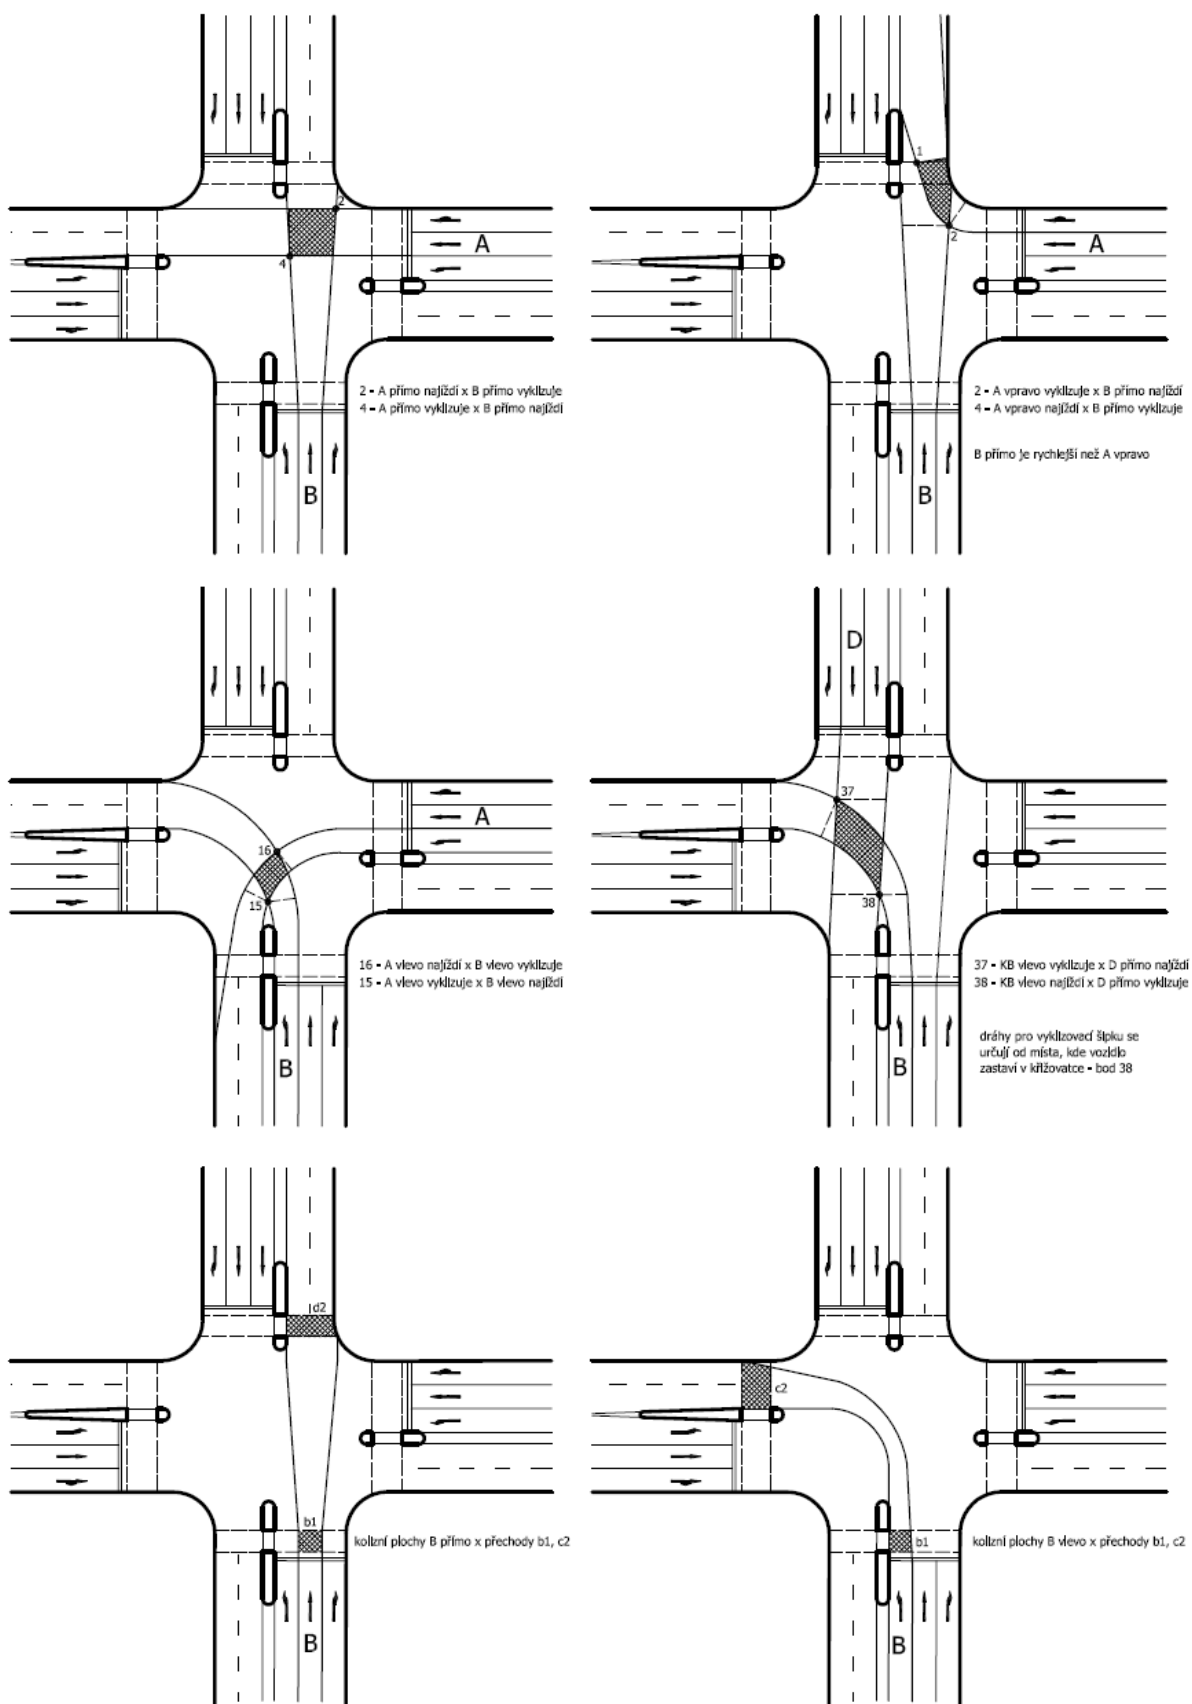 1
2
A
4
2
A
2 - A přímo najíždí x B přímo vyklizuje
4 - A přímo vyklizuje x B přímo najíždí
2 - A vpravo vyklizuje x B přímo najíždí
4 - A vpravo najíždí x B přímo vyklizuje
B přímo je rychlejší než A vpravo
B
B
D
37
A
16
15
38
16 - A vlevo najíždí x B vlevo vyklizuje
15 - A vlevo vyklizuje x B vlevo najíždí
37 - KB vlevo vyklizuje x D přímo najíždí
38 - KB vlevo najíždí x D přímo vyklizuje
dráhy pro vyklizovací šipku se
určují od místa, kde vozidlo
zastaví v křižovatce - bod 38
B
B
d2
c2
b1
kolizní plochy B přímo x přechody b1, c2
b1
kolizní plochy B vlevo x přechody b1, c2
B
B